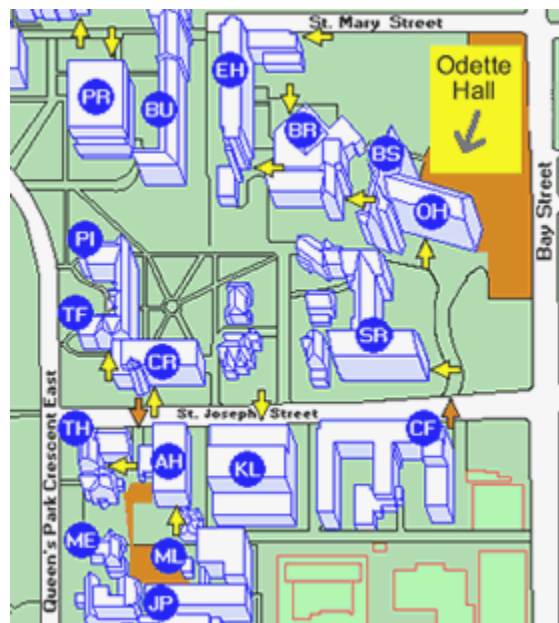 St. Mary Street
Odette
Hall
EH
PR
BU
BR
BS
OH
Bay Street
PI
TF
CR
SR
St. Joseph Street
TH
CF
AH
KL
Queen's Park Crescent East
ME
ML
JP